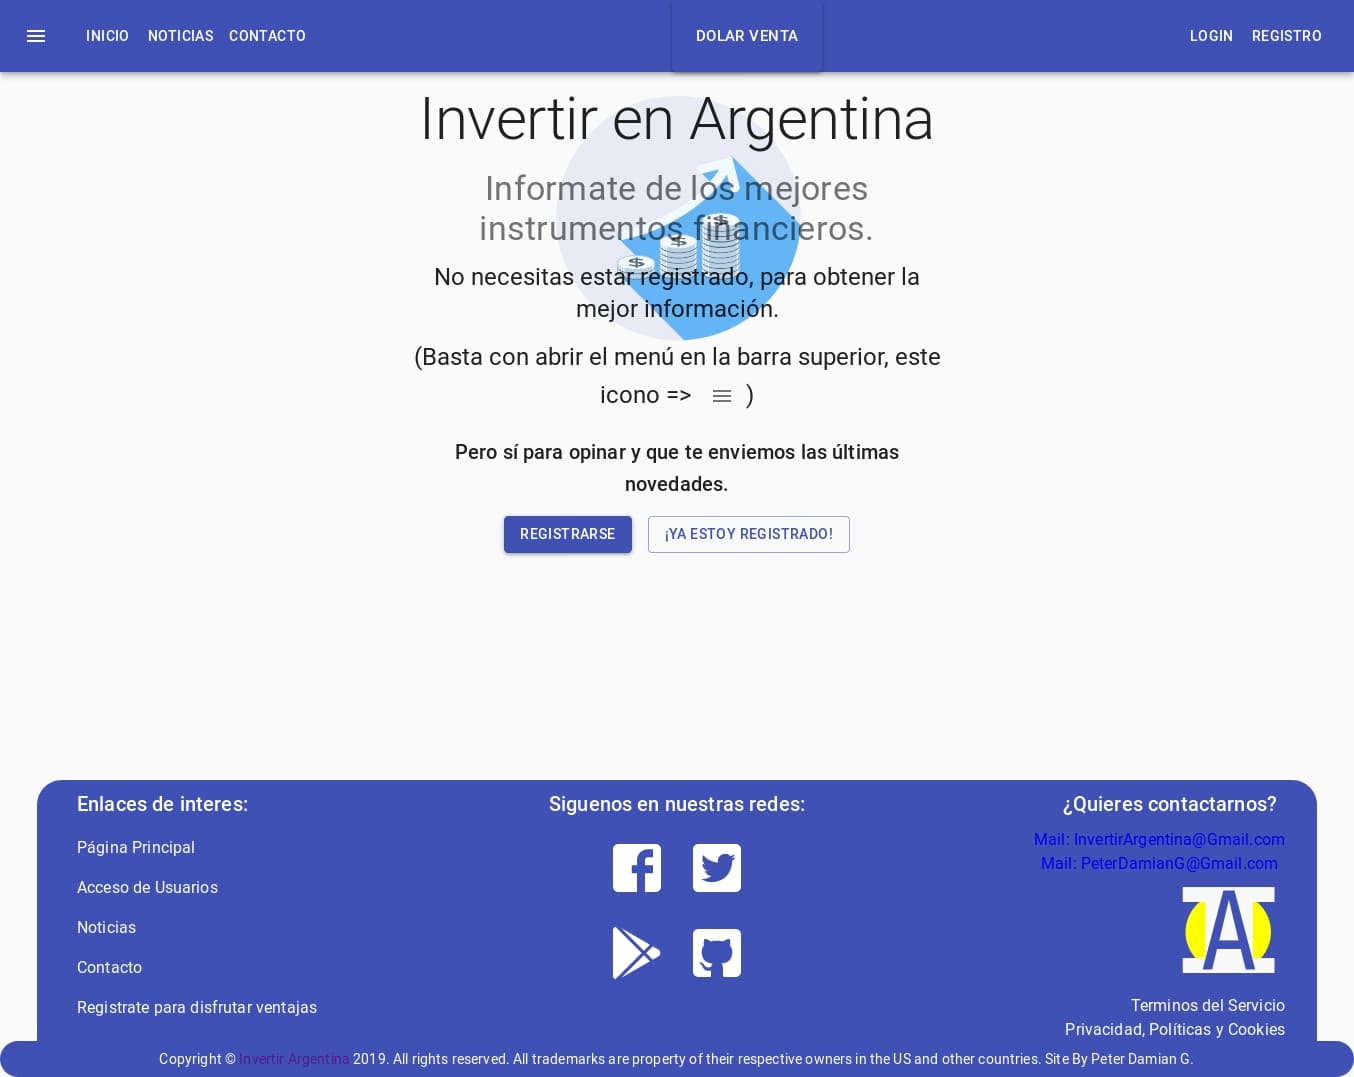 INICIO NOTICIAS CONTACTO DOLAR VENTA LOGIN REGISTRO
Invertir en Argentina
Informate de los mejores
instrumentos financieros.
No necesitas estar registrado, para obtener la
mejor información.
(Basta con abrir el menú en la barra superior, este
icono => )
Pero sí para opinar y que te enviemos las últimas
novedades.
REGISTRARSE ¡YA ESTOY REGISTRADO!
Enlaces de interes:
Página Principal
Acceso de Usuarios
Noticias
Contacto
Registrate para disfrutar ventajas
Siguenos en nuestras redes:
¿Quieres contactarnos?
Mail: InvertirArgentina@Gmail.com
Mail: PeterDamianG@Gmail.com
Terminos del Servicio
Privacidad, Políticas y Cookies
Copyright © Invertir Argentina 2019. All rights reserved. All trademarks are property of their respective owners in the US and other countries. Site By Peter Damian G.